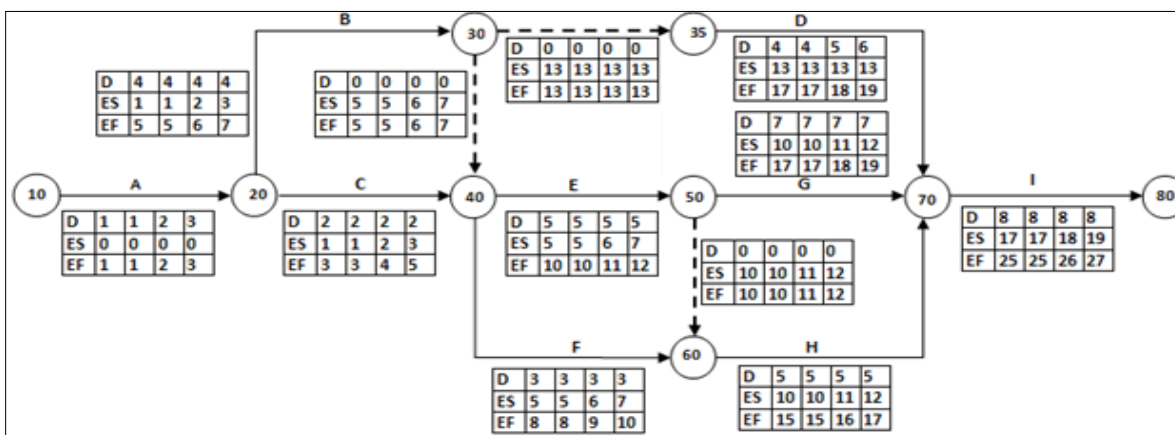 B
30
35
D
D 0 0 0 0
ES 13 13 13 13
EF 13 13 13 13
D 4 4 5 6
ES 13 13 13 13
EF 17 17 18 19
D 4 4 4 4
ES 1 1 2 3
EF 5 5 6 7
D 0 0 0 0
ES 5 5 6 7
EF 5 5 6 7
D 7 7 7 7
ES 10 10 11 12
EF 17 17 18 19
10
A
20
C
40
E
50
G
70
I
80
D 1 1 2 3
ES 0 0 0 0
EF 1 1 2 3
D 2 2 2 2
ES 1 1 2 3
EF 3 3 4 5
D 5 5 5 5
ES 5 5 6 7
EF 10 10 11 12
D 0 0 0 0
ES 10 10 11 12
EF 10 10 11 12
D 8 8 8 8
ES 17 17 18 19
EF 25 25 26 27
F
60
H
D 3 3 3 3
ES 5 5 6 7
EF 8 8 9 10
D 5 5 5 5
ES 10 10 11 12
EF 15 15 16 17